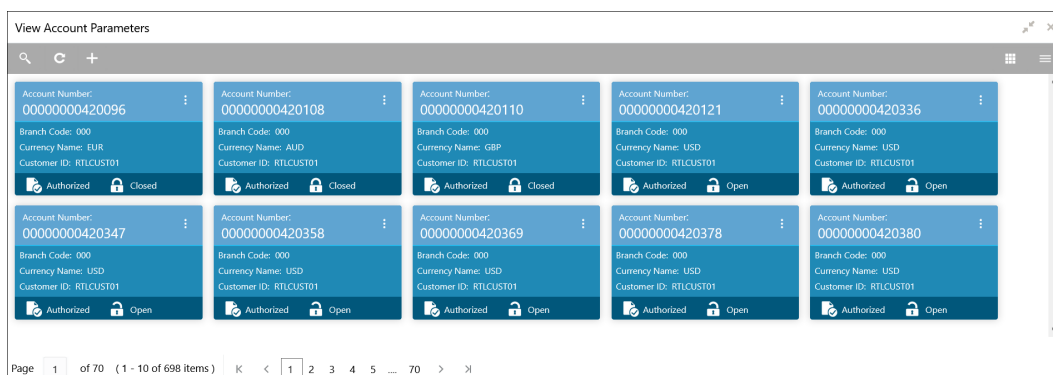 View Account Parameters
Account Number: Account Number: Account Number: Account Number: Account Number:
00000000420096 00000000420108 00000000420110 00000000420121 00000000420336
Branch Code: 000 Branch Code: 000 Branch Code: 000 Branch Code: 000 Branch Code: 000
Currency Name: EUR Currency Name: AUD Currency Name: GBP Currency Name: USD Currency Name: USD
Customer ID: RTLCUST01 Customer ID: RTLCUST01 Customer ID: RTLCUST01 Customer ID: RTLCUST01 Customer ID: RTLCUST01
Authorized Closed Authorized Closed Authorized Closed Authorized Open Authorized Open
Account Number: Account Number: Account Number: Account Number: Account Number:
00000000420347 00000000420358 00000000420369 00000000420378 00000000420380
Branch Code: 000 Branch Code: 000 Branch Code: 000 Branch Code: 000 Branch Code: 000
Currency Name: USD Currency Name: USD Currency Name: USD Currency Name: USD Currency Name: USD
Customer ID: RTLCUST01 Customer ID: RTLCUST01 Customer ID: RTLCUST01 Customer ID: RTLCUST01 Customer ID: RTLCUST01
Authorized Open Authorized Open Authorized Open Authorized Open Authorized Open
Page 1 of 70 (1 - 10 of 698 items) 1 2 3 4 5 .... 70